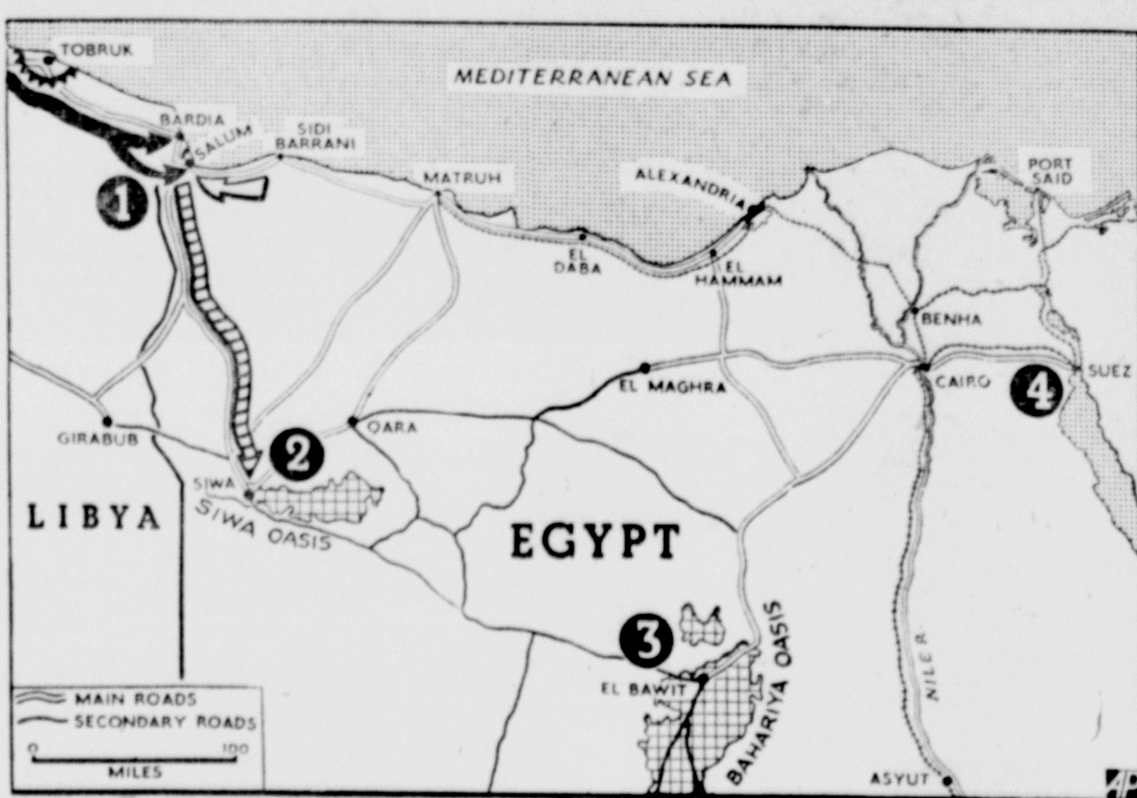 TOBRUK
MEDITERRANEAN SEA
BARDIA
SALUM
SIDI
BARRANI
MATRUH
ALEXANDRIA
PORT
SAID
1
EL
DABA
EL
HAMMAM
BENHA
EL MAGHRA
CAIRO
4
SUEZ
GIRABUB
2
QARA
SIWA
SIWA OASIS
LIBYA
EGYPT
3
EL BAWIT
BAHARIYA OASIS
NILE R.
MAIN ROADS
SECONDARY ROADS
0 100
MILES
ASYUT
AP